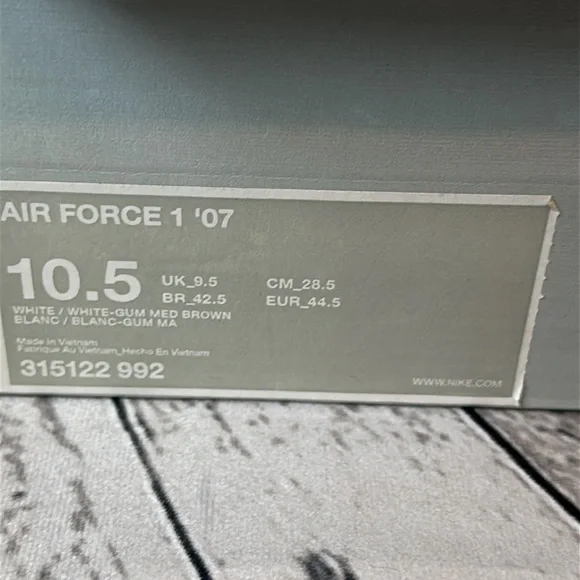 AIR FORCE 1 '07
10.5 UK_9.5 CM_28.5
BR_42.5 EUR_44.5
WHITE / WHITE-GUM MED BROWN
BLANC / BLANC-GUM MA
Made in Vietnam
Fabriqué Au Vietnam_Hecho En Vietnam
315122 992
WWW.NIKE.COM